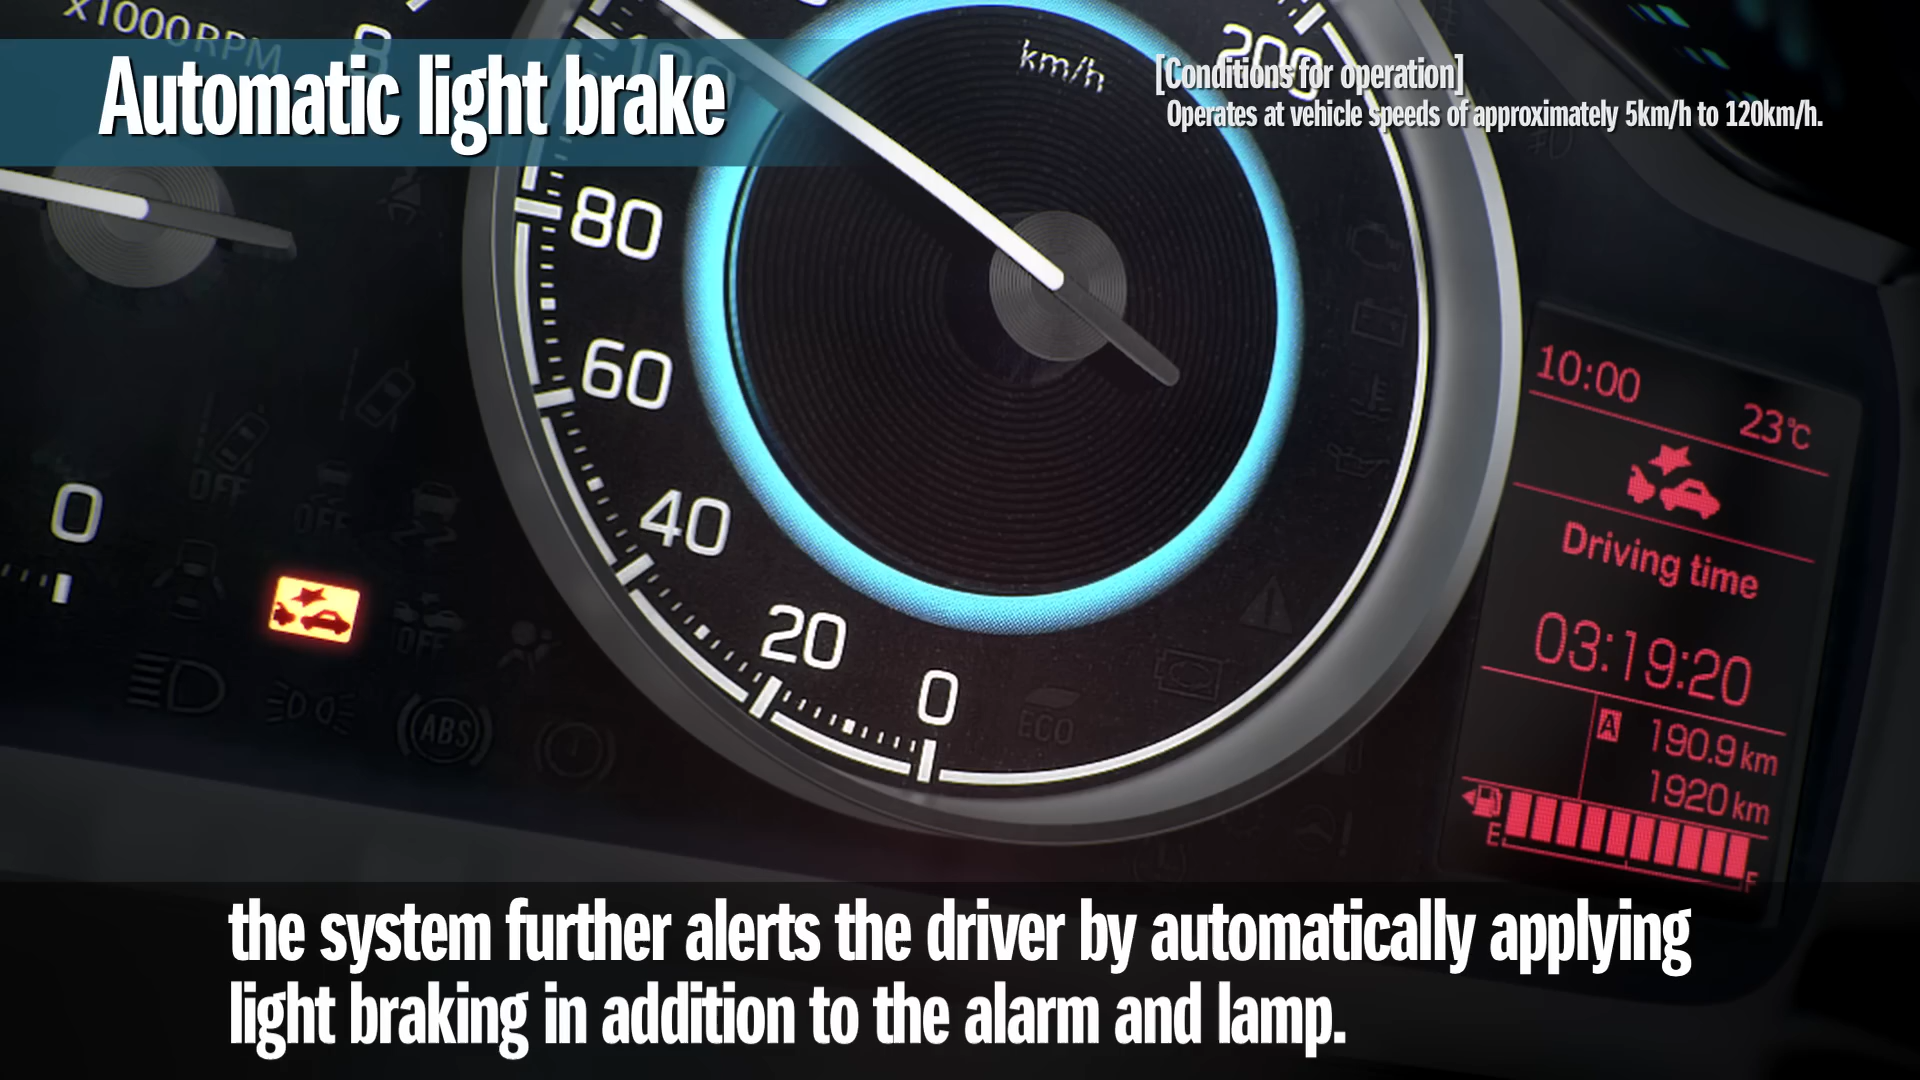 x1000RPM
8
Automatic light brake
100
km/h
200
[Conditions for operation]
Operates at vehicle speeds of approximately 5km/h to 120km/h.
80
60
40
20
0
0
10:00
23℃
Driving time
03:19:20
A 190.9 km
1920 km
E
F
OFF
OFF
OFF
ABS
ECO
the system further alerts the driver by automatically applying
light braking in addition to the alarm and lamp.